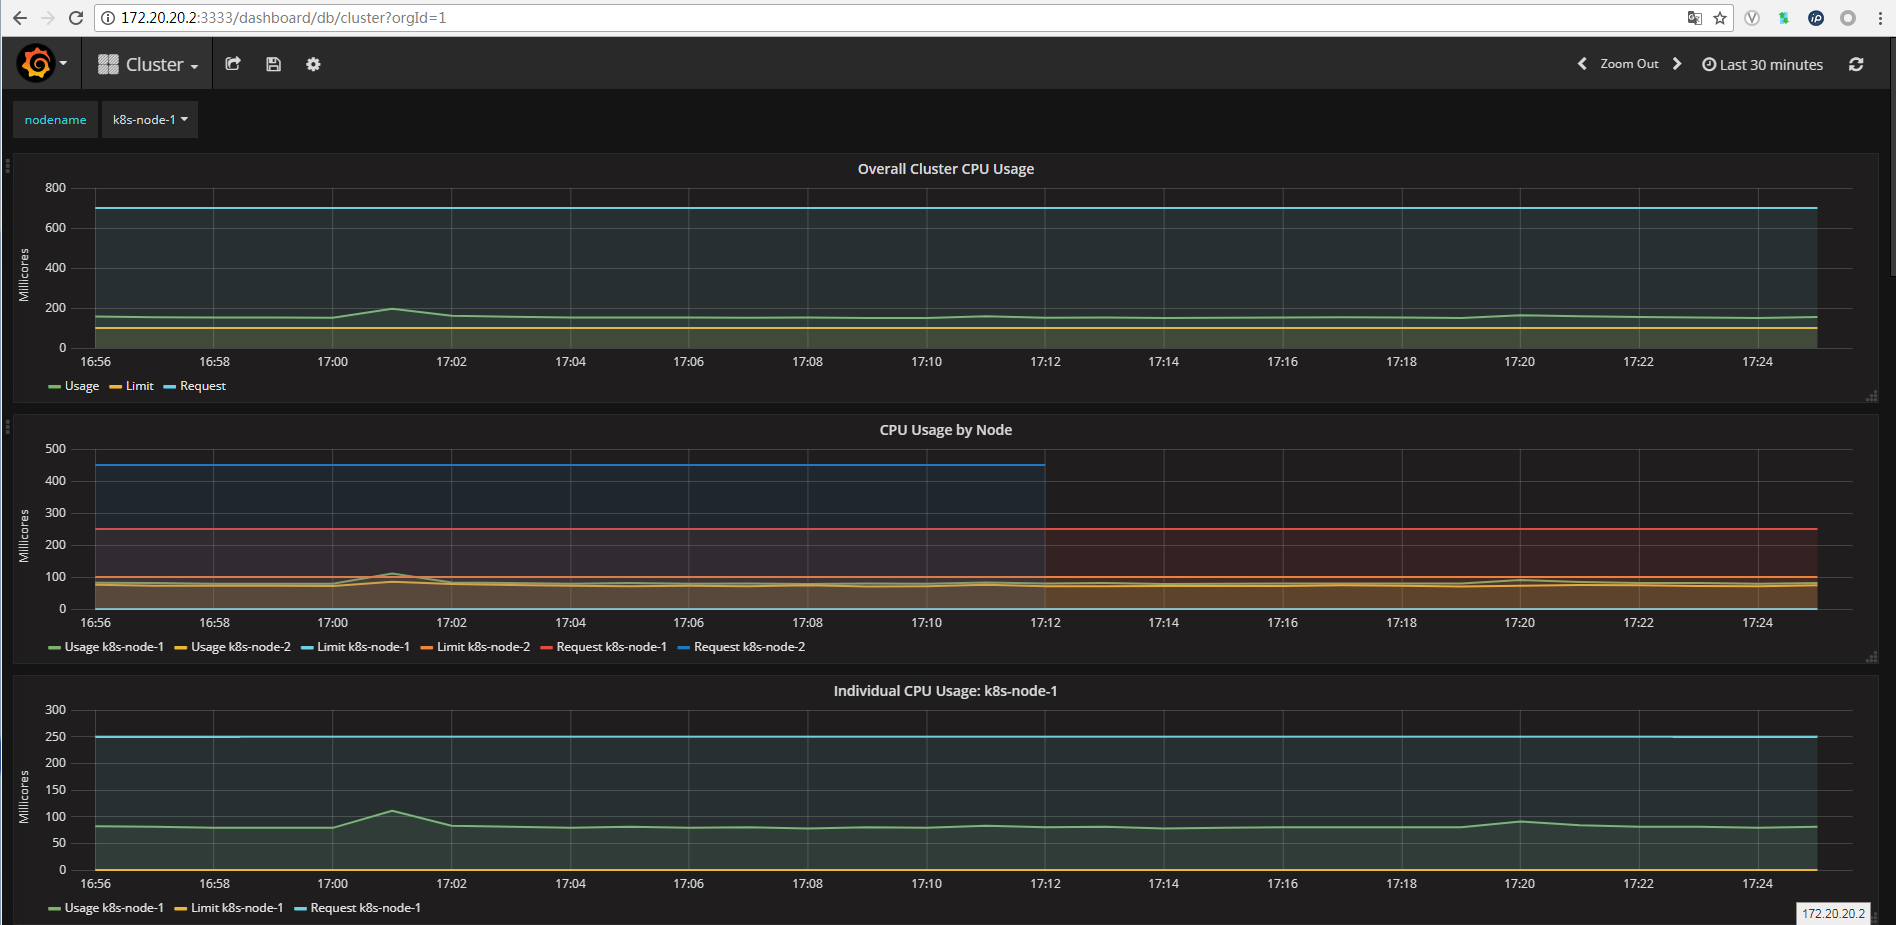 172.20.20.2:3333/dashboard/db/cluster?orgId=1
Cluster
Zoom Out
Last 30 minutes
nodename
k8s-node-1
Overall Cluster CPU Usage
Millicores
800
600
400
200
0
16:56 16:58 17:00 17:02 17:04 17:06 17:08 17:10 17:12 17:14 17:16 17:18 17:20 17:22 17:24
Usage Limit Request
CPU Usage by Node
Millicores
500
400
300
200
100
0
16:56 16:58 17:00 17:02 17:04 17:06 17:08 17:10 17:12 17:14 17:16 17:18 17:20 17:22 17:24
Usage k8s-node-1 Usage k8s-node-2 Limit k8s-node-1 Limit k8s-node-2 Request k8s-node-1 Request k8s-node-2
Individual CPU Usage: k8s-node-1
Millicores
300
250
200
150
100
50
0
16:56 16:58 17:00 17:02 17:04 17:06 17:08 17:10 17:12 17:14 17:16 17:18 17:20 17:22 17:24
Usage k8s-node-1 Limit k8s-node-1 Request k8s-node-1
172.20.20.2